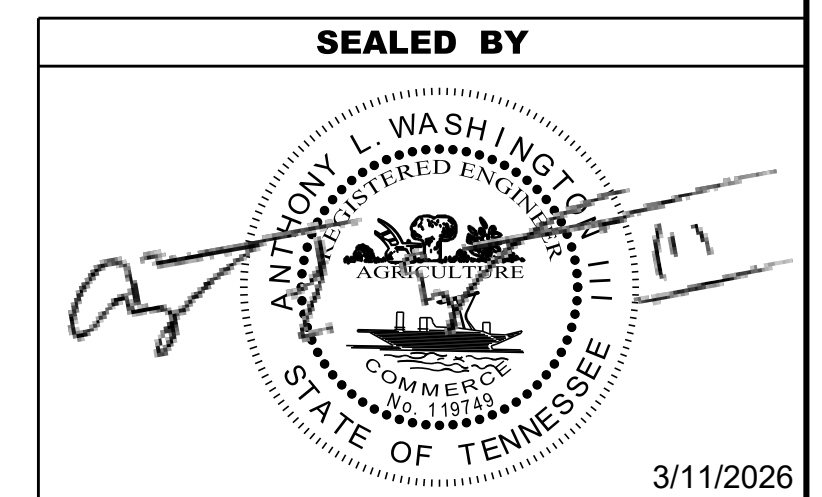 SEALED BY
ANTHONY L. WASHINGTON III
REGISTERED ENGINEER
AGRICULTURE
COMMERCE
No. 119749
STATE OF TENNESSEE
3/11/2026